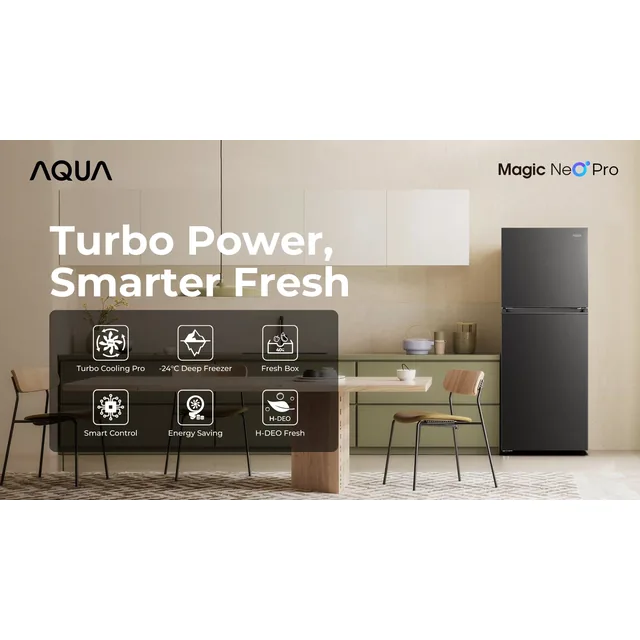 AQUA
Magic Neo Pro
Turbo Power,
Smarter Fresh
Turbo Cooling Pro
-24°C Deep Freezer
Fresh Box
Smart Control
Energy Saving
H-DEO
H-DEO Fresh